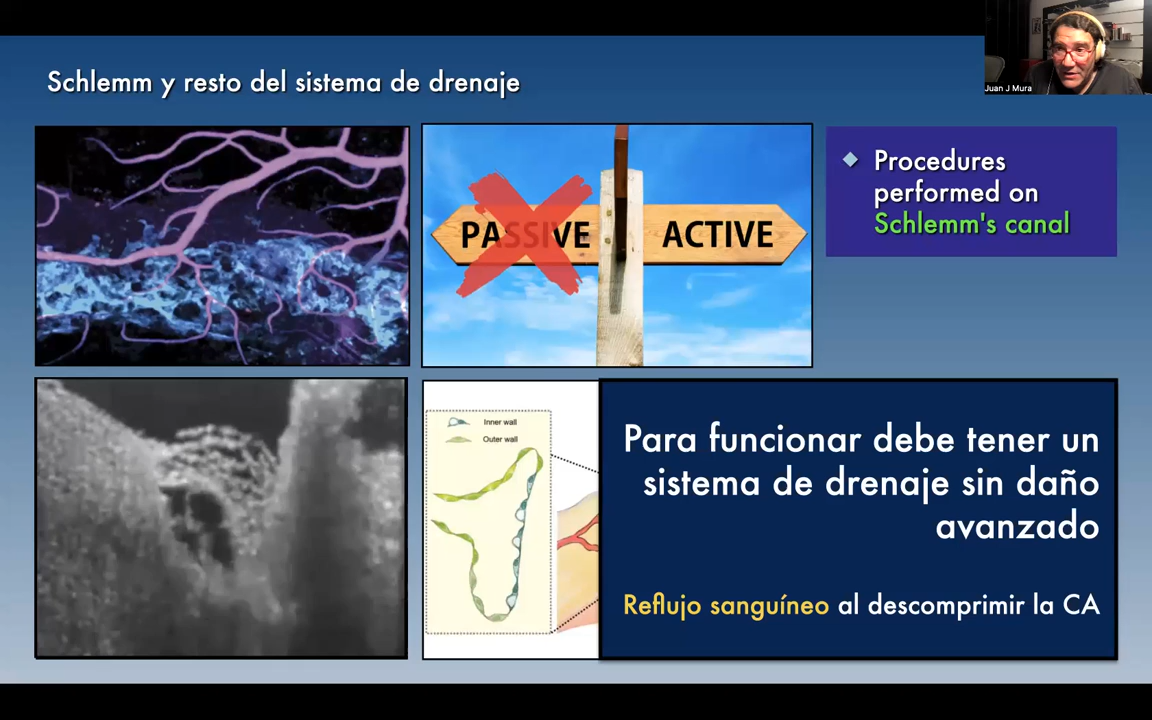 Schlemm y resto del sistema de drenaje
Juan J Mura
PASSIVE
ACTIVE
Procedures
performed on
Schlemm's canal
Inner wall
Outer wall
Para funcionar debe tener un
sistema de drenaje sin daño
avanzado
Reflujo sanguíneo al descomprimir la CA